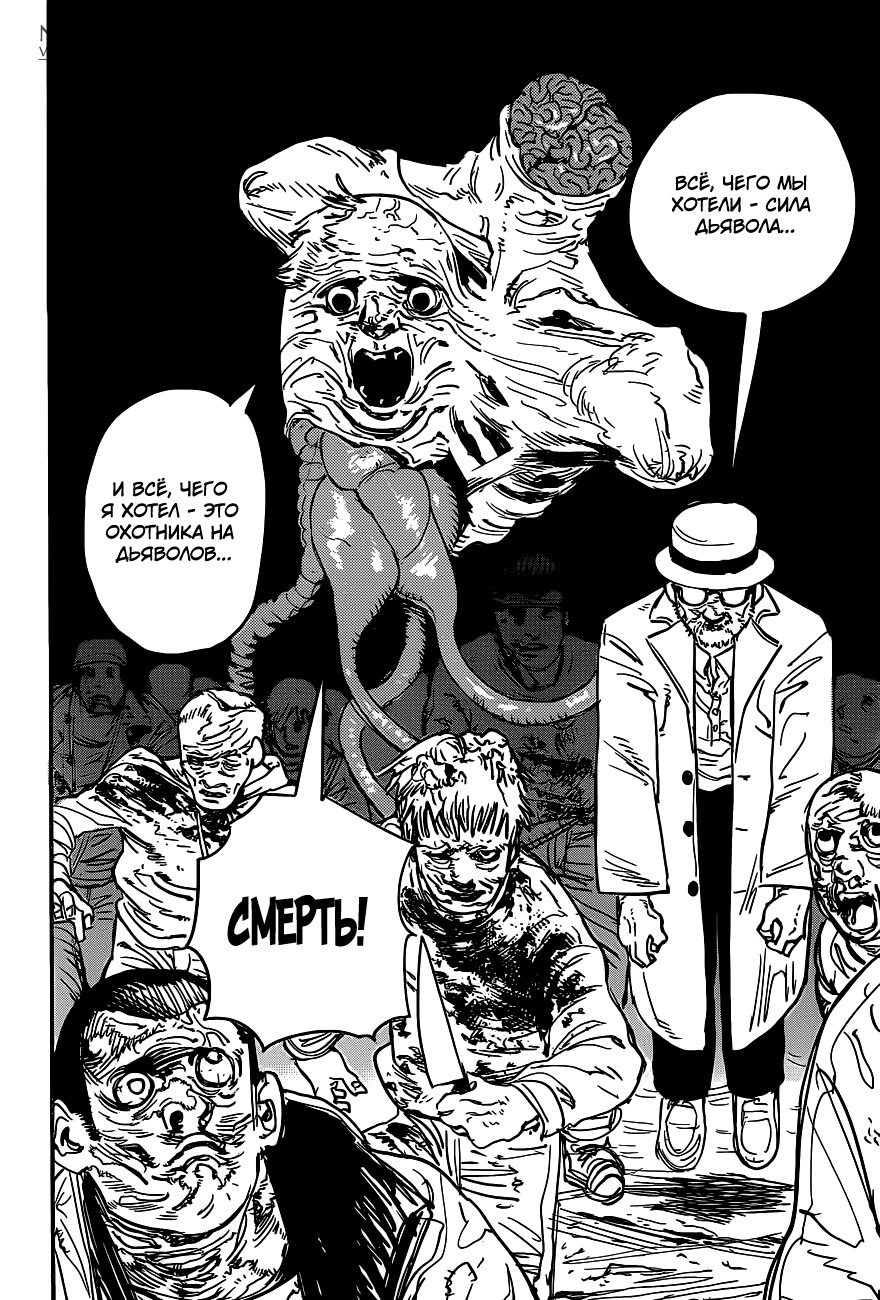 ВСЁ, ЧЕГО МЫ
ХОТЕЛИ - СИЛА
ДЬЯВОЛА...
И ВСЁ, ЧЕГО
Я ХОТЕЛ - ЭТО
ОХОТНИКА НА
ДЬЯВОЛОВ...
СМЕРТЬ!